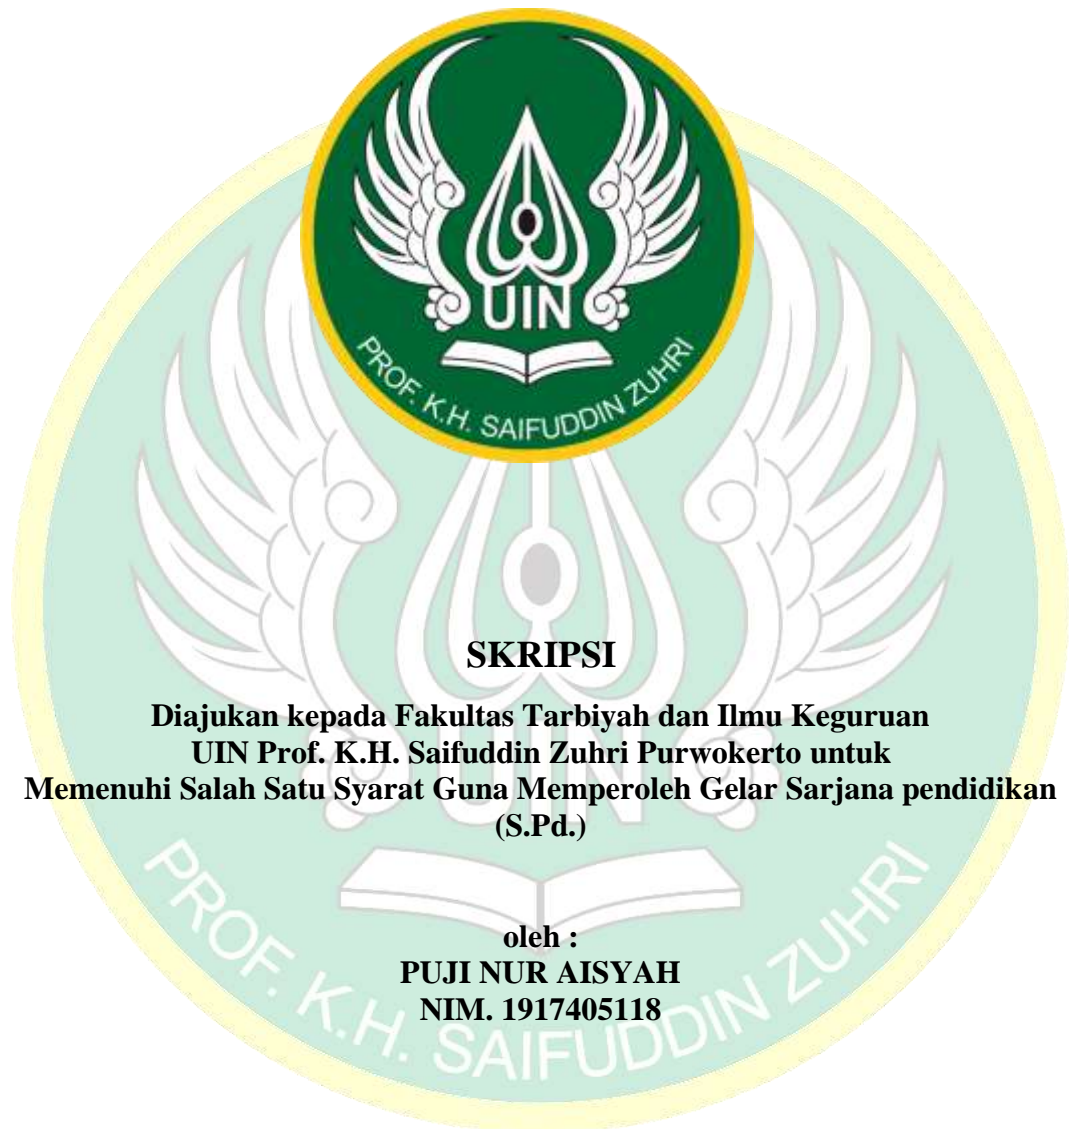 UIN
PROF. K.H. SAIFUDDIN ZUHRI
SKRIPSI
Diajukan kepada Fakultas Tarbiyah dan Ilmu Keguruan
UIN Prof. K.H. Saifuddin Zuhri Purwokerto untuk
Memenuhi Salah Satu Syarat Guna Memperoleh Gelar Sarjana pendidikan
(S.Pd.)
UIN
oleh :
PUJI NUR AISYAH
NIM. 1917405118
PROF. K.H. SAIFUDDIN ZUHRI